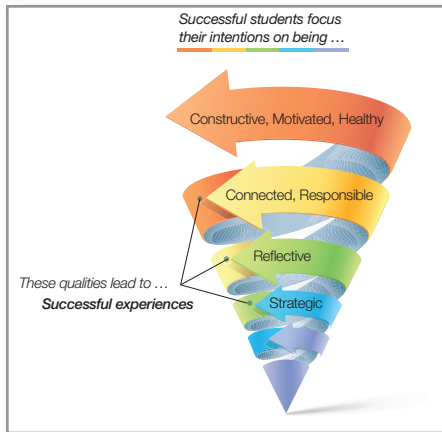 Successful students focus
their intentions on being …
Constructive, Motivated, Healthy
Connected, Responsible
Reflective
These qualities lead to …
Successful experiences
Strategic